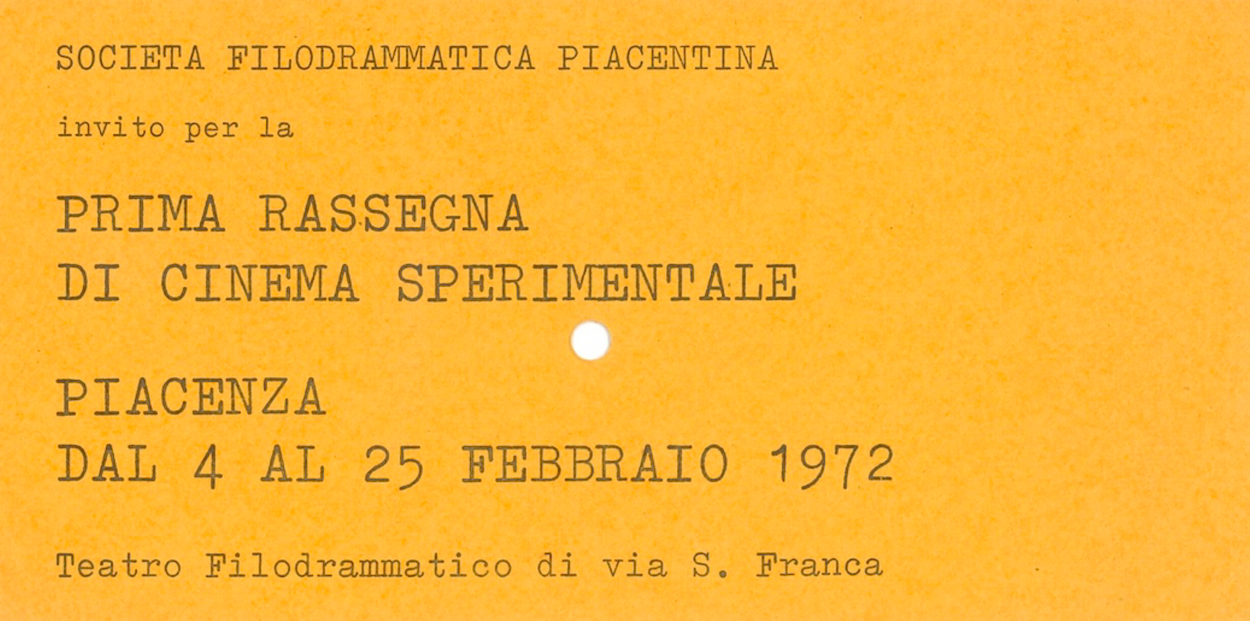 SOCIETA FILODRAMMATICA PIACENTINA
invito per la
PRIMA RASSEGNA
DI CINEMA SPERIMENTALE
PIACENZA
DAL 4 AL 25 FEBBRAIO 1972
Teatro Filodrammatico di via S. Franca